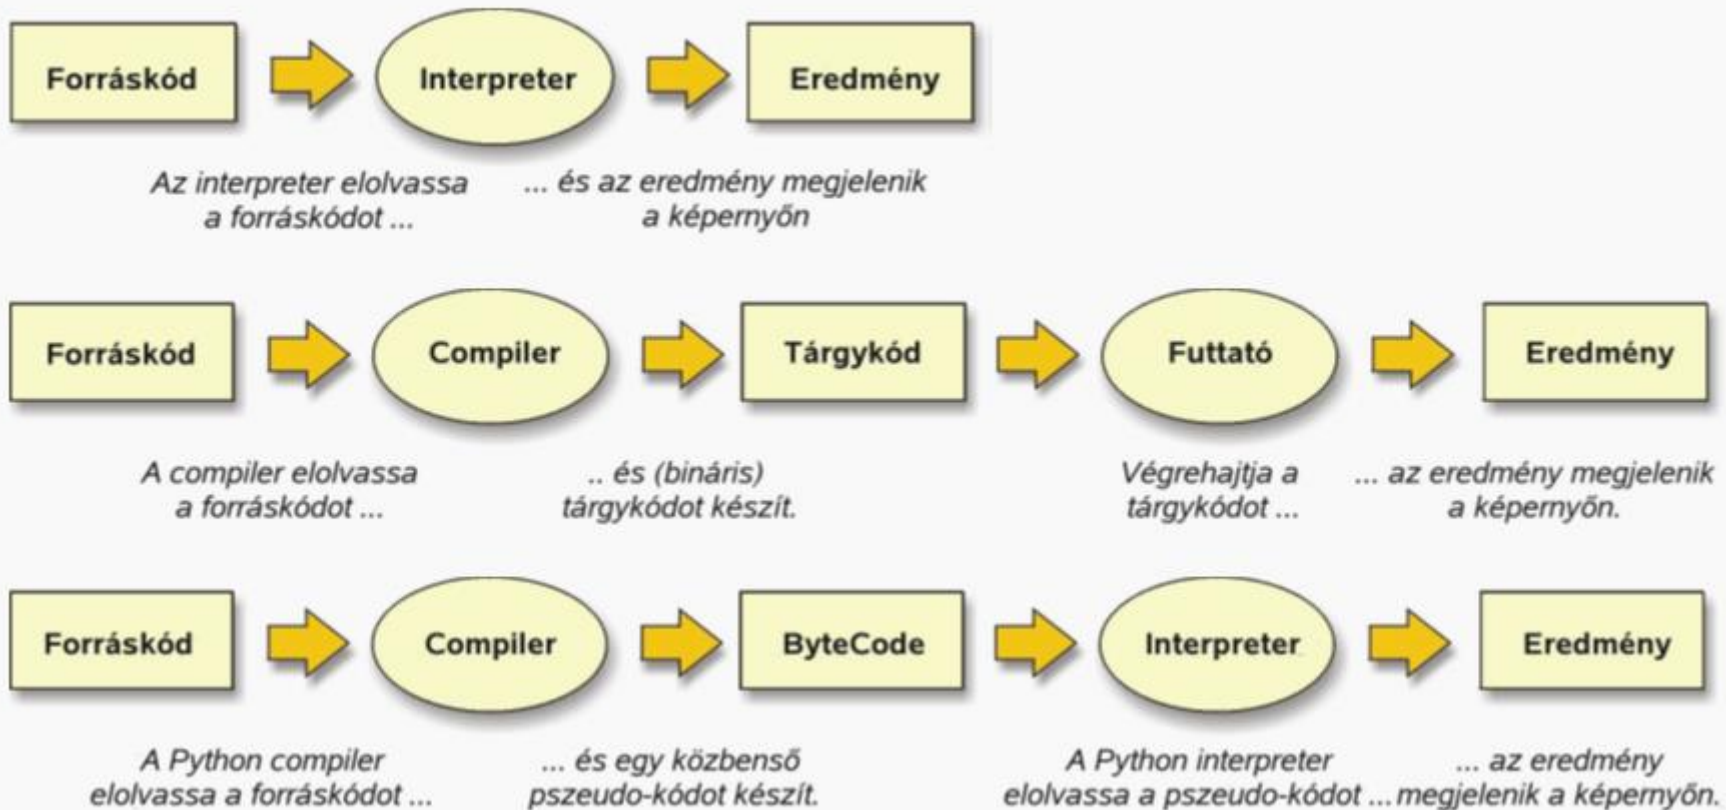 Forráskód Interpreter Eredmény
Az interpreter elolvassa ... és az eredmény megjelenik
a forráskódot ... a képernyőn
Forráskód Compiler Tárgykód Futtató Eredmény
A compiler elolvassa .. és (bináris) Végrehajtja a ... az eredmény megjelenik
a forráskódot ... tárgykódot készít. tárgykódot ... a képernyőn.
Forráskód Compiler ByteCode Interpreter Eredmény
A Python compiler ... és egy közbenső A Python interpreter ... az eredmény
elolvassa a forráskódot ... pszeudo-kódot készít. elolvassa a pszeudo-kódot ... megjelenik a képernyőn.